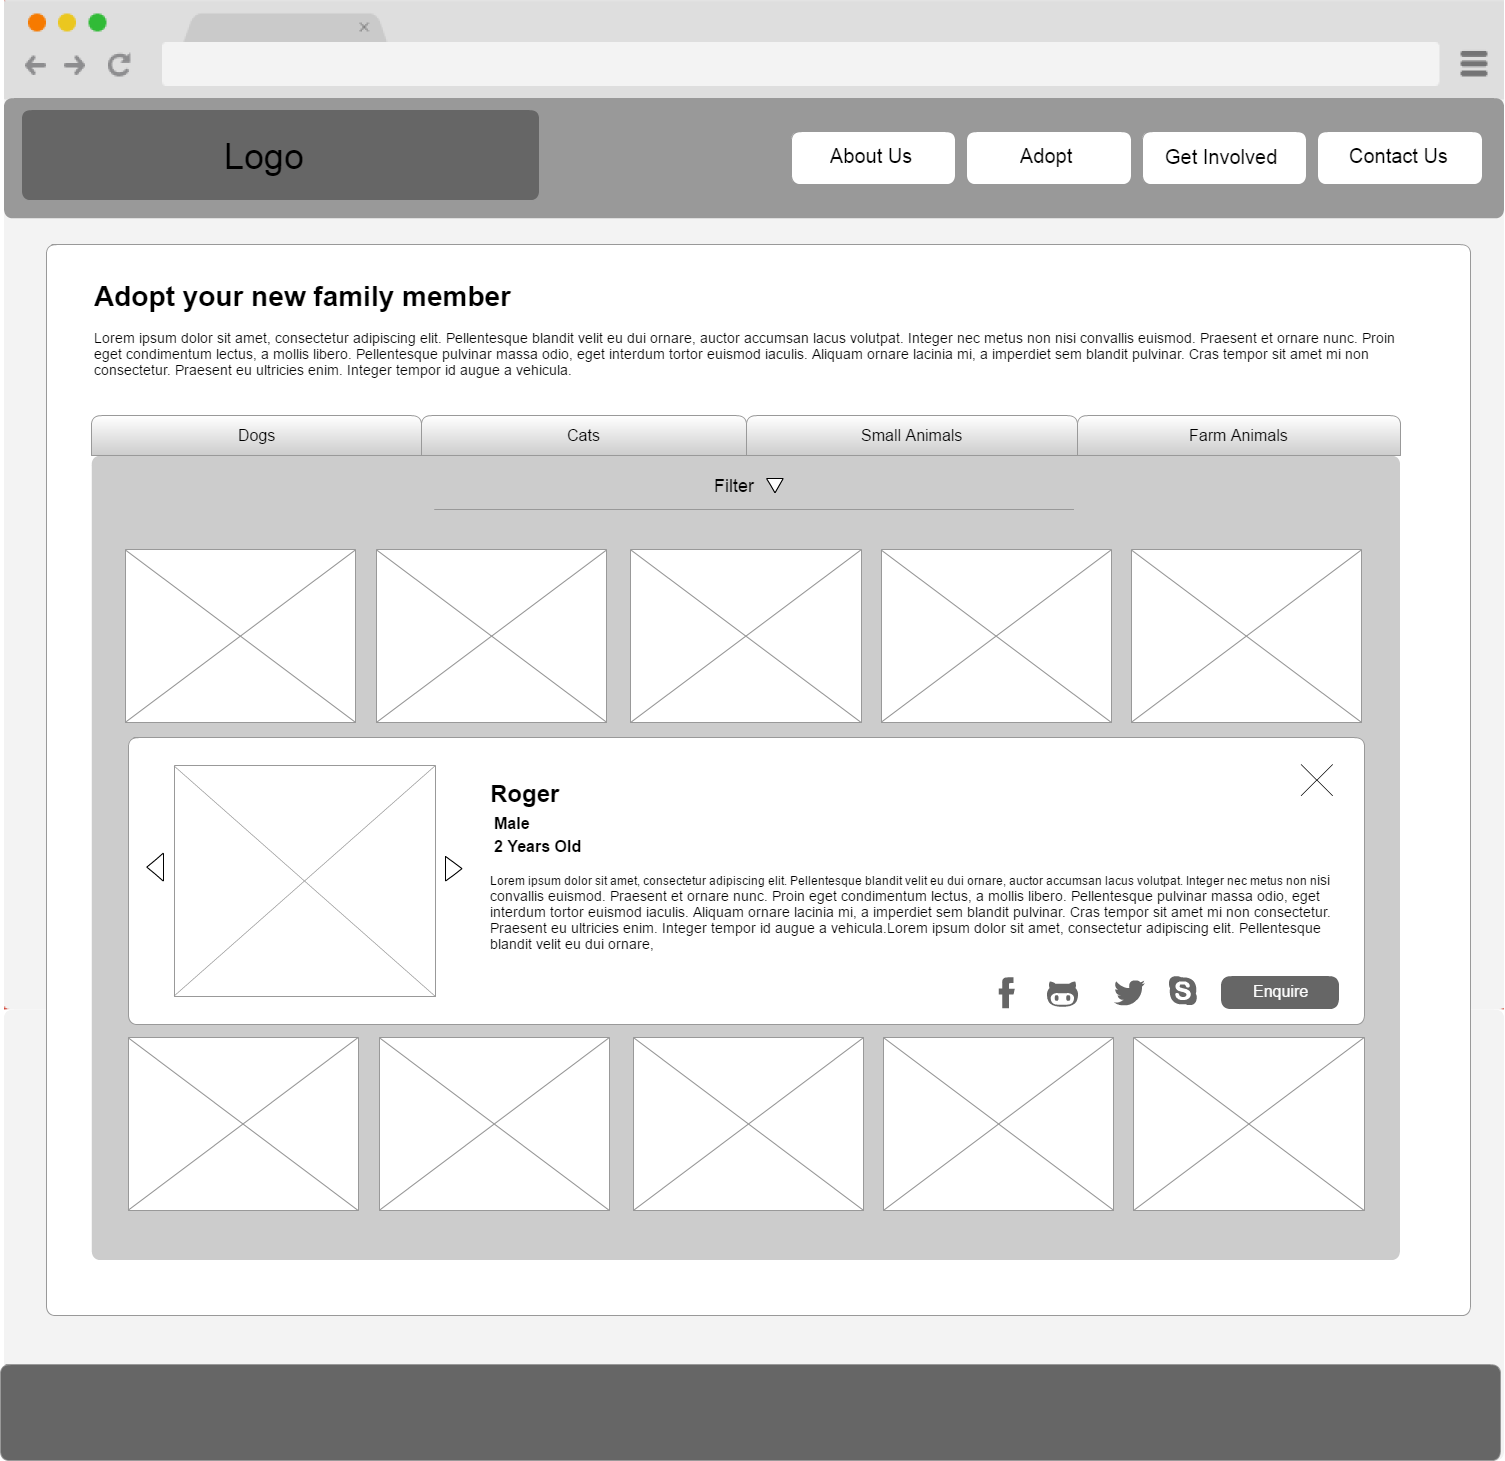 Logo
About Us
Adopt
Get Involved
Contact Us
Adopt your new family member
Lorem ipsum dolor sit amet, consectetur adipiscing elit. Pellentesque blandit velit eu dui ornare, auctor accumsan lacus volutpat. Integer nec metus non nisi convallis euismod. Praesent et ornare nunc. Proin
eget condimentum lectus, a mollis libero. Pellentesque pulvinar massa odio, eget interdum tortor euismod iaculis. Aliquam ornare lacinia mi, a imperdiet sem blandit pulvinar. Cras tempor sit amet mi non
consectetur. Praesent eu ultricies enim. Integer tempor id augue a vehicula.
Dogs
Cats
Small Animals
Farm Animals
Filter
Roger
Male
2 Years Old
Lorem ipsum dolor sit amet, consectetur adipiscing elit. Pellentesque blandit velit eu dui ornare, auctor accumsan lacus volutpat. Integer nec metus non nisi
convallis euismod. Praesent et ornare nunc. Proin eget condimentum lectus, a mollis libero. Pellentesque pulvinar massa odio, eget
interdum tortor euismod iaculis. Aliquam ornare lacinia mi, a imperdiet sem blandit pulvinar. Cras tempor sit amet mi non consectetur.
Praesent eu ultricies enim. Integer tempor id augue a vehicula.Lorem ipsum dolor sit amet, consectetur adipiscing elit. Pellentesque
blandit velit eu dui ornare,
Enquire